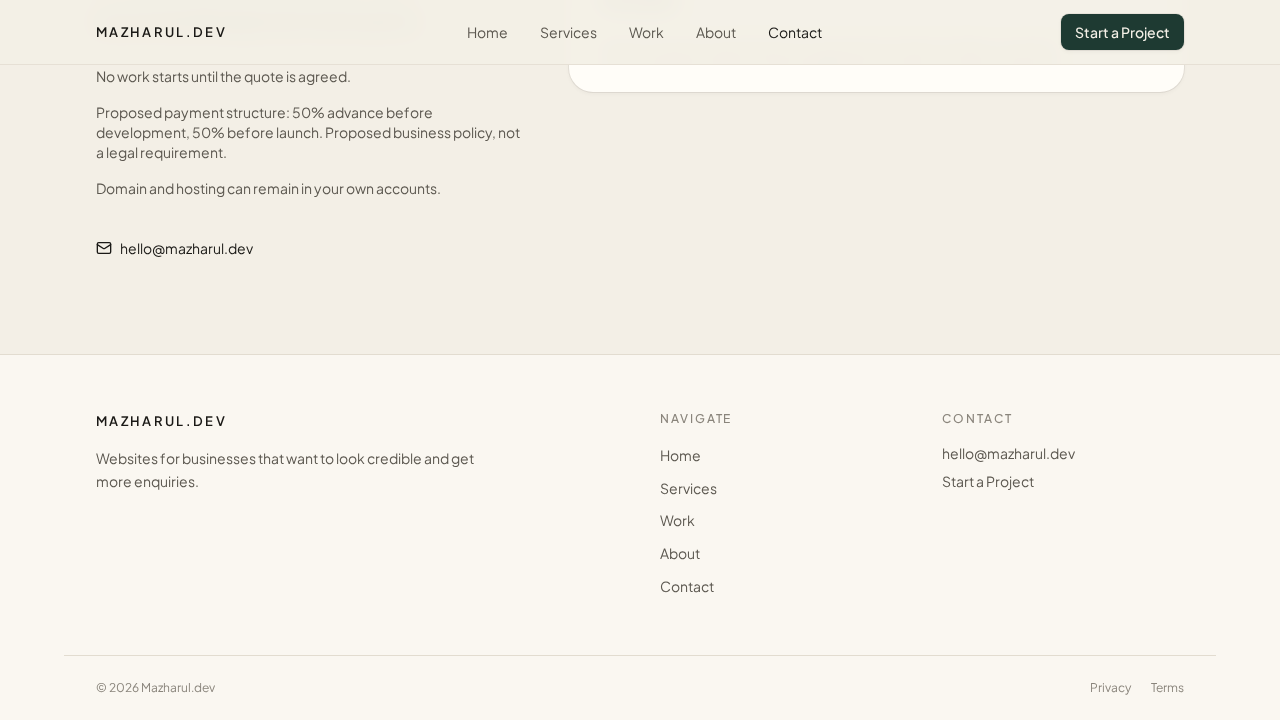 MAZHARUL.DEV
Home
Services
Work
About
Contact
Start a Project
No work starts until the quote is agreed.
Proposed payment structure: 50% advance before
development, 50% before launch. Proposed business policy, not
a legal requirement.
Domain and hosting can remain in your own accounts.
hello@mazharul.dev
MAZHARUL.DEV
Websites for businesses that want to look credible and get
more enquiries.
NAVIGATE
Home
Services
Work
About
Contact
CONTACT
hello@mazharul.dev
Start a Project
© 2026 Mazharul.dev
Privacy
Terms